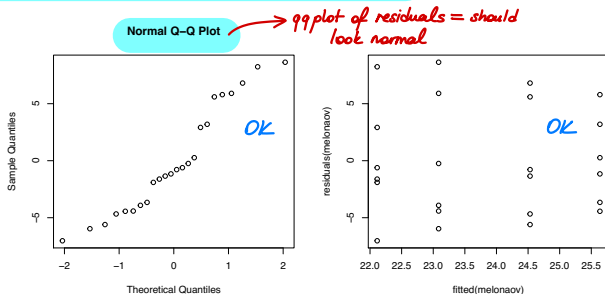 qqplot of residuals = should
look normal
Normal Q–Q Plot
OK
OK
Sample Quantiles
5
0
−5
−2
−1
0
1
2
Theoretical Quantiles
residuals(melonaov)
5
0
−5
22.0
22.5
23.0
23.5
24.0
24.5
25.0
25.5
fitted(melonaov)